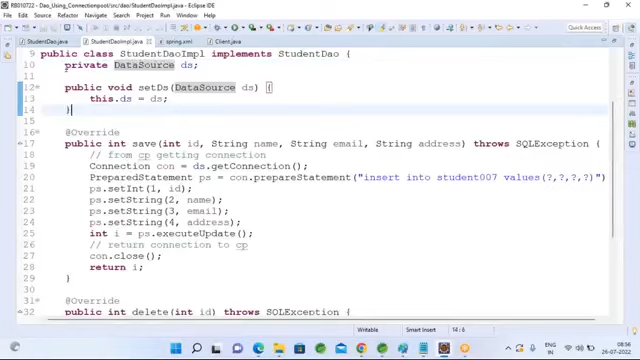 RB010722 - Dao_Using_Connectionpool/src/dao/StudentDaoImpl.java - Eclipse IDE
File Edit Source Refactor Navigate Search Project Run Window Help
Quick Access
StudentDao.java StudentDaoImpl.java spring.xml Client.java
9 public class StudentDaoImpl implements StudentDao {
10 private DataSource ds;
11
12 public void setDs(DataSource ds) {
13 this.ds = ds;
14 }
15
16 @Override
17 public int save(int id, String name, String email, String address) throws SQLException {
18 // from cp getting connection
19 Connection con = ds.getConnection();
20 PreparedStatement ps = con.prepareStatement("insert into student007 values(?,?,?,?)")
21 ps.setInt(1, id);
22 ps.setString(2, name);
23 ps.setString(3, email);
24 ps.setString(4, address);
25 int i = ps.executeUpdate();
26 // return connection to cp
27 con.close();
28 return i;
29 }
30
31 @Override
32 public int delete(int id) throws SQLException {
Writable Smart Insert 14 : 6
ENG
IN
08:56
26-07-2022